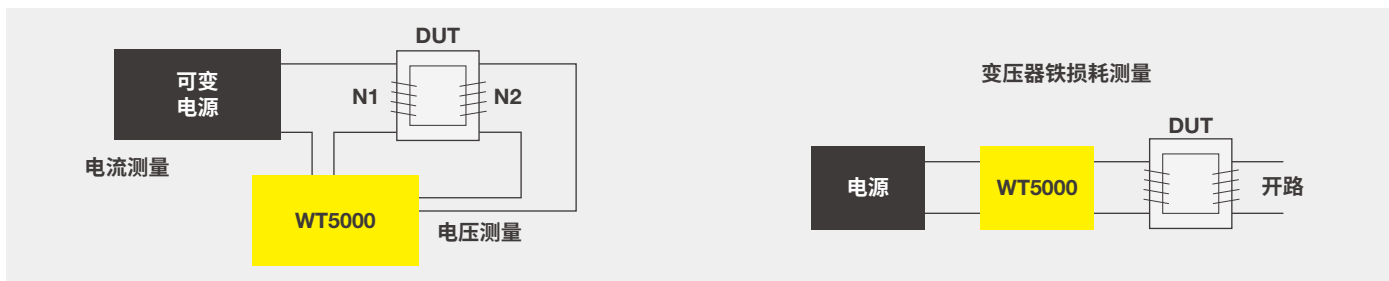 DUT
可变
电源
N1
N2
电流测量
WT5000
电压测量
变压器铁损耗测量
DUT
电源
WT5000
开路